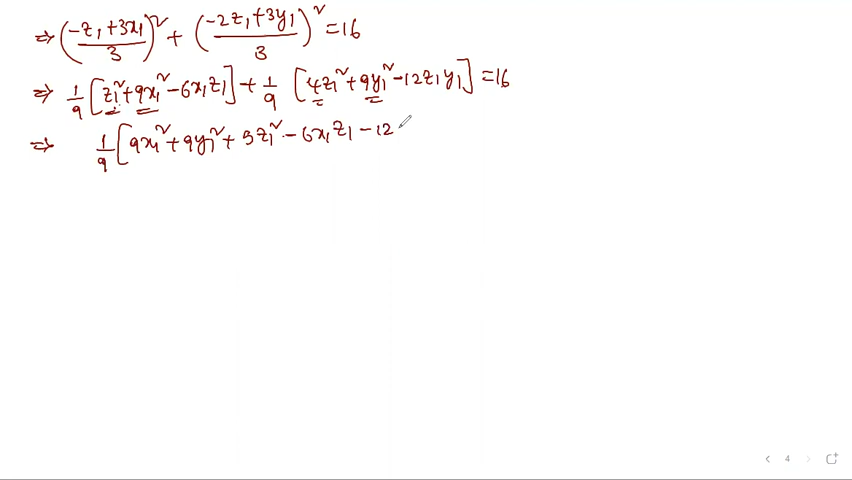 ⇒ ((-z₁+3x₁)/3)² + ((-2z₁+3y₁)/3)² = 16
⇒ 1/9 [z₁²+9x₁²-6x₁z₁] + 1/9 [4z₁²+9y₁²-12z₁y₁] = 16
⇒ 1/9 [9x₁²+9y₁²+5z₁²-6x₁z₁-12
4